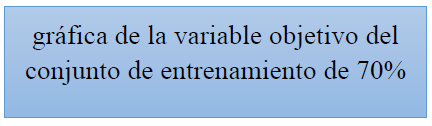 gráfica de la variable objetivo del
conjunto de entrenamiento de 70%